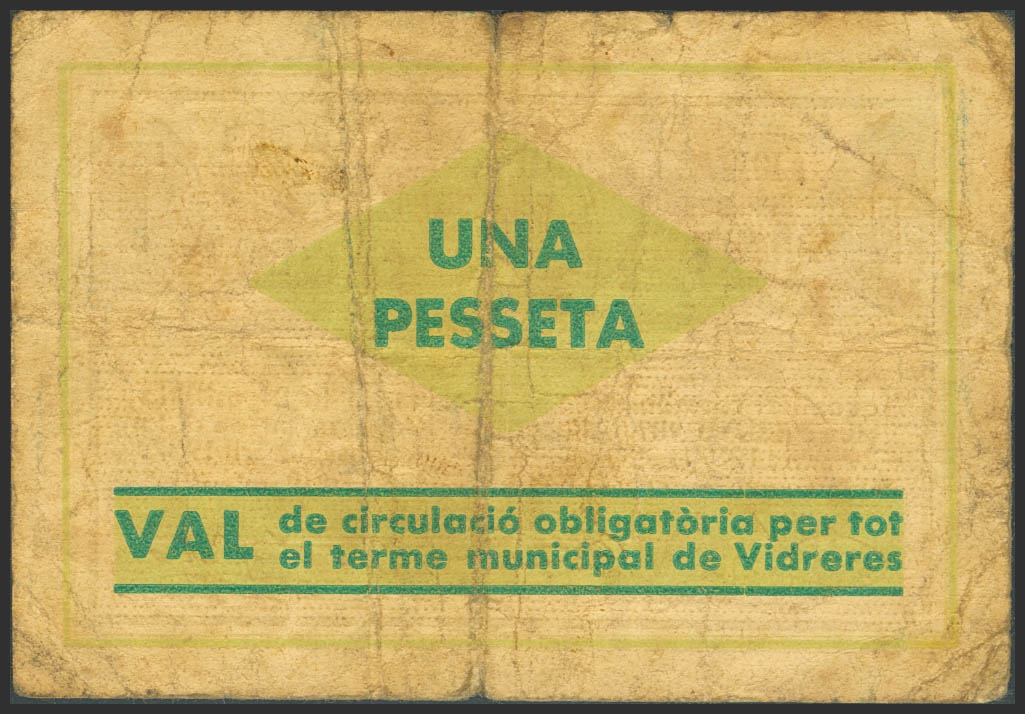 UNA
PESSETA
VAL de circulació obligatòria per tot
el terme municipal de Vidreres